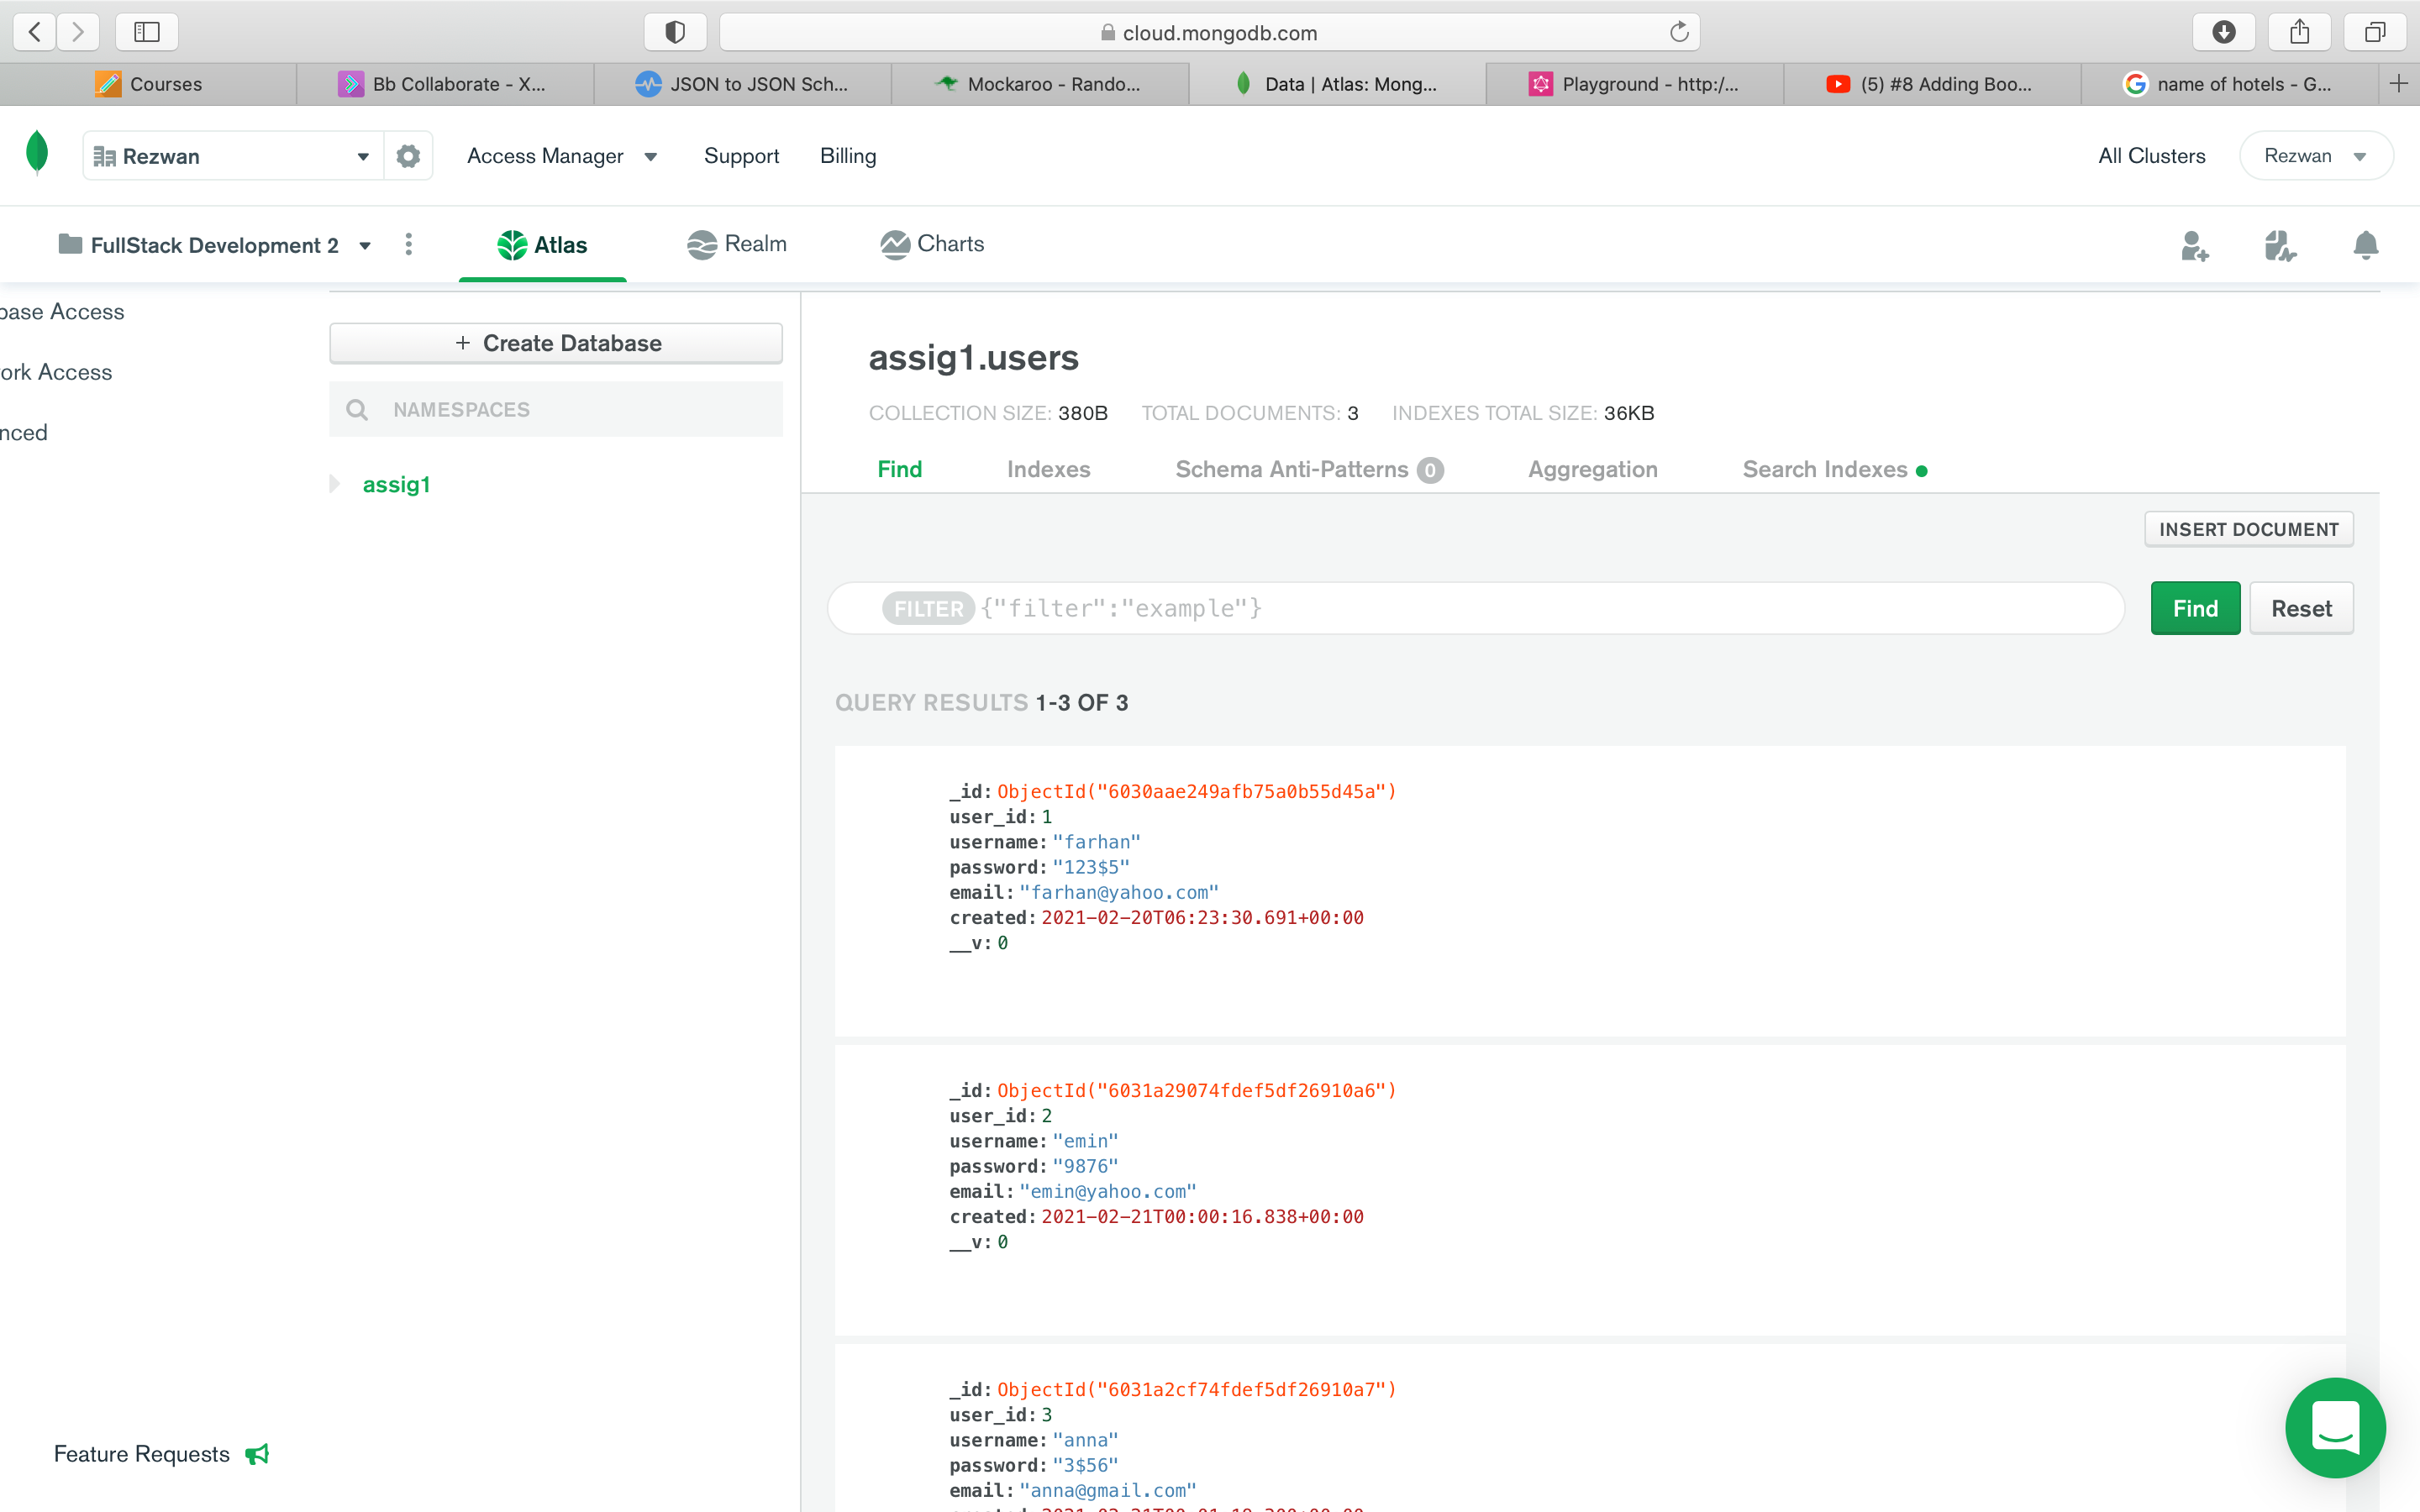 cloud.mongodb.com
Courses
Bb Collaborate - X...
JSON to JSON Sch...
Mockaroo - Rando...
Data | Atlas: Mong...
Playground - http:/...
(5) #8 Adding Boo...
name of hotels - G...
Rezwan
Access Manager
Support
Billing
All Clusters
Rezwan
FullStack Development 2
Atlas
Realm
Charts
base Access
ork Access
nced
+ Create Database
NAMESPACES
assig1
Feature Requests
assig1.users
COLLECTION SIZE: 380B TOTAL DOCUMENTS: 3 INDEXES TOTAL SIZE: 36KB
Find Indexes Schema Anti-Patterns 0 Aggregation Search Indexes
INSERT DOCUMENT
FILTER {"filter":"example"}
Find
Reset
QUERY RESULTS 1-3 OF 3
_id: ObjectId("6030aae249afb75a0b55d45a")
user_id: 1
username: "farhan"
password: "123$5"
email: "farhan@yahoo.com"
created: 2021-02-20T06:23:30.691+00:00
__v: 0
_id: ObjectId("6031a29074fdef5df26910a6")
user_id: 2
username: "emin"
password: "9876"
email: "emin@yahoo.com"
created: 2021-02-21T00:00:16.838+00:00
__v: 0
_id: ObjectId("6031a2cf74fdef5df26910a7")
user_id: 3
username: "anna"
password: "3$56"
email: "anna@gmail.com"